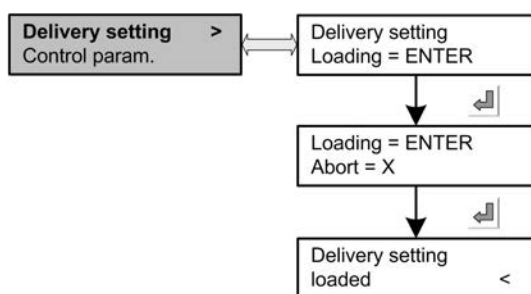 Delivery setting >
Control param.
Delivery setting
Loading = ENTER
Loading = ENTER
Abort = X
Delivery setting
loaded <